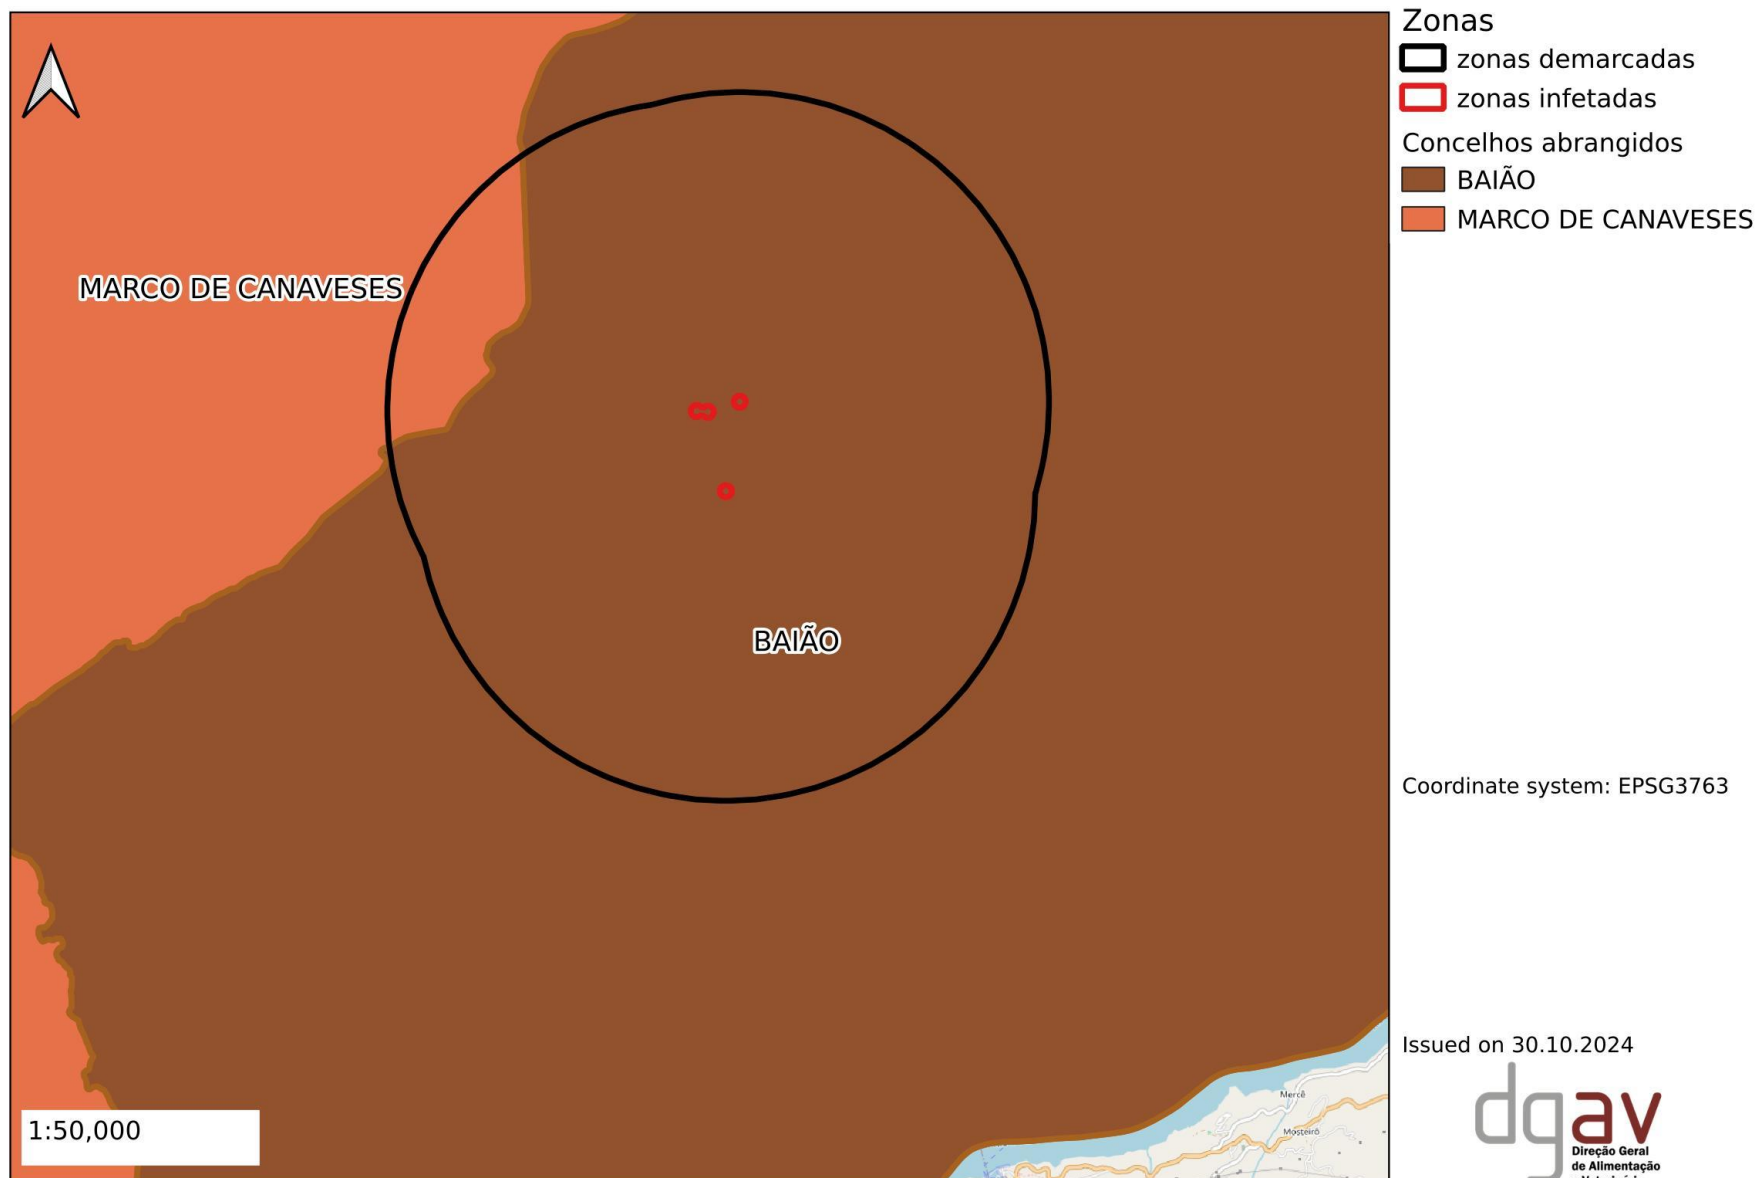 Zonas
zonas demarcadas
zonas infetadas
Concelhos abrangidos
BAIÃO
MARCO DE CANAVESES
MARCO DE CANAVESES
BAIÃO
Coordinate system: EPSG3763
Issued on 30.10.2024
Mercê
Mosteirô
1:50,000
dgav
Direção Geral
de Alimentação